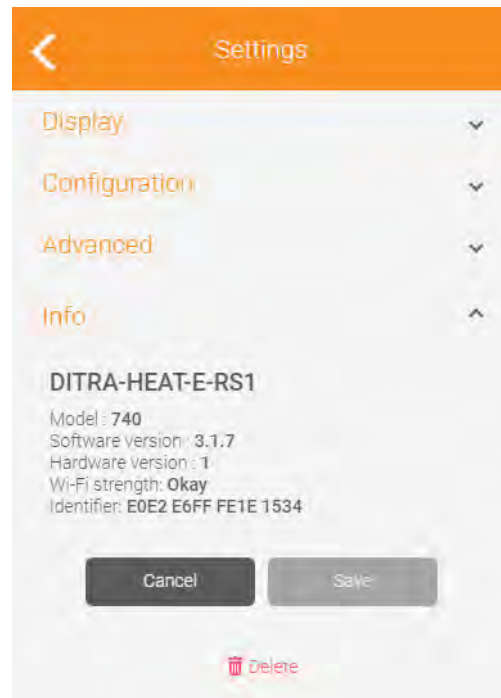 Settings
Display
Configuration
Advanced
Info
DITRA-HEAT-E-RS1
Model : 740
Software version : 3.1.7
Hardware version : 1
Wi-Fi strength: Okay
Identifier: E0E2 E6FF FE1E 1534
Cancel Save
Delete